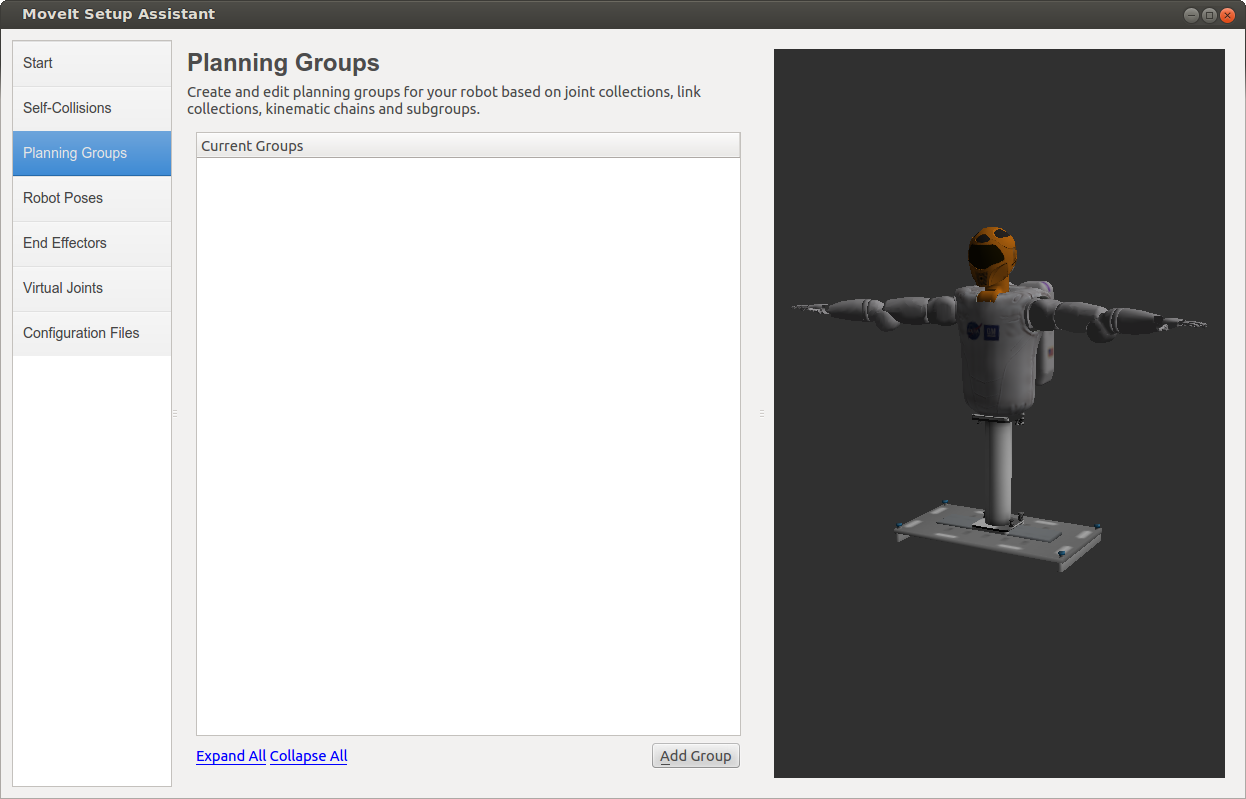 MoveIt Setup Assistant
Start
Self-Collisions
Planning Groups
Robot Poses
End Effectors
Virtual Joints
Configuration Files
Planning Groups
Create and edit planning groups for your robot based on joint collections, link
collections, kinematic chains and subgroups.
Current Groups
Expand All Collapse All
Add Group
GM